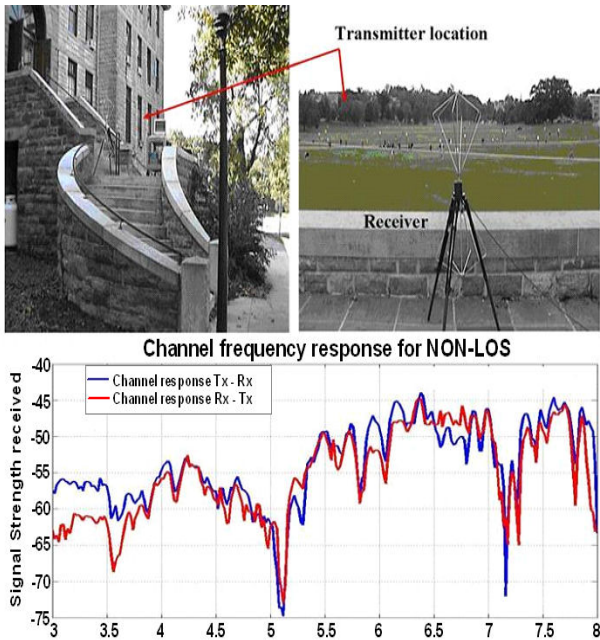 Transmitter location
Receiver
Channel frequency response for NON-LOS
Signal Strength received
Channel response Tx - Rx
Channel response Rx - Tx
-40
-45
-50
-55
-60
-65
-70
-75
3 3.5 4 4.5 5 5.5 6 6.5 7 7.5 8